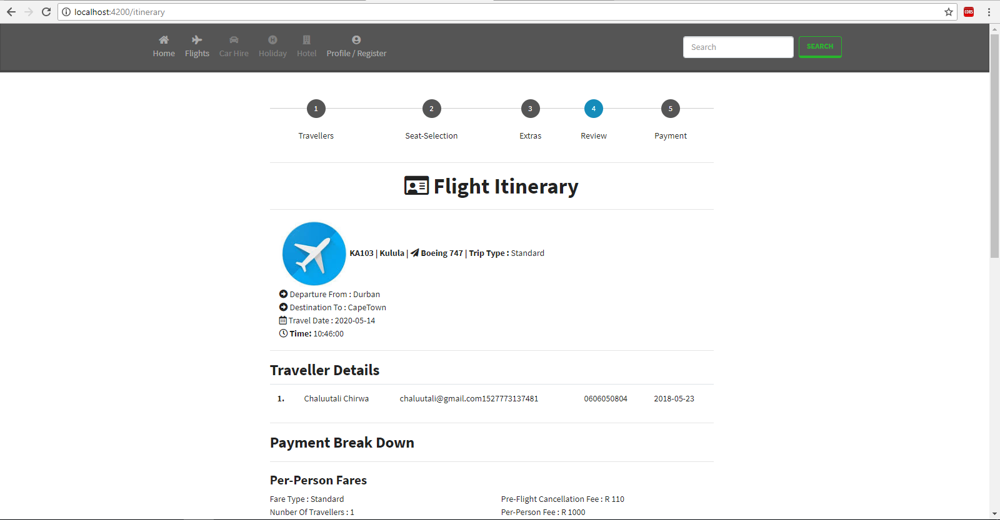 localhost:4200/itinerary
CORS
Home Flights Car Hire Holiday Hotel Profile / Register
H
Search SEARCH
1 2 3 4 5
Travellers Seat-Selection Extras Review Payment
Flight Itinerary
KA103 | Kulula | Boeing 747 | Trip Type : Standard
Departure From : Durban
Destination To : CapeTown
Travel Date : 2020-05-14
Time: 10:46:00
Traveller Details
1. Chaluutali Chirwa chaluutali@gmail.com1527773137481 0606050804 2018-05-23
Payment Break Down
Per-Person Fares
Fare Type : Standard Pre-Flight Cancellation Fee : R 110
Nunber Of Travellers : 1 Per-Person Fee : R 1000